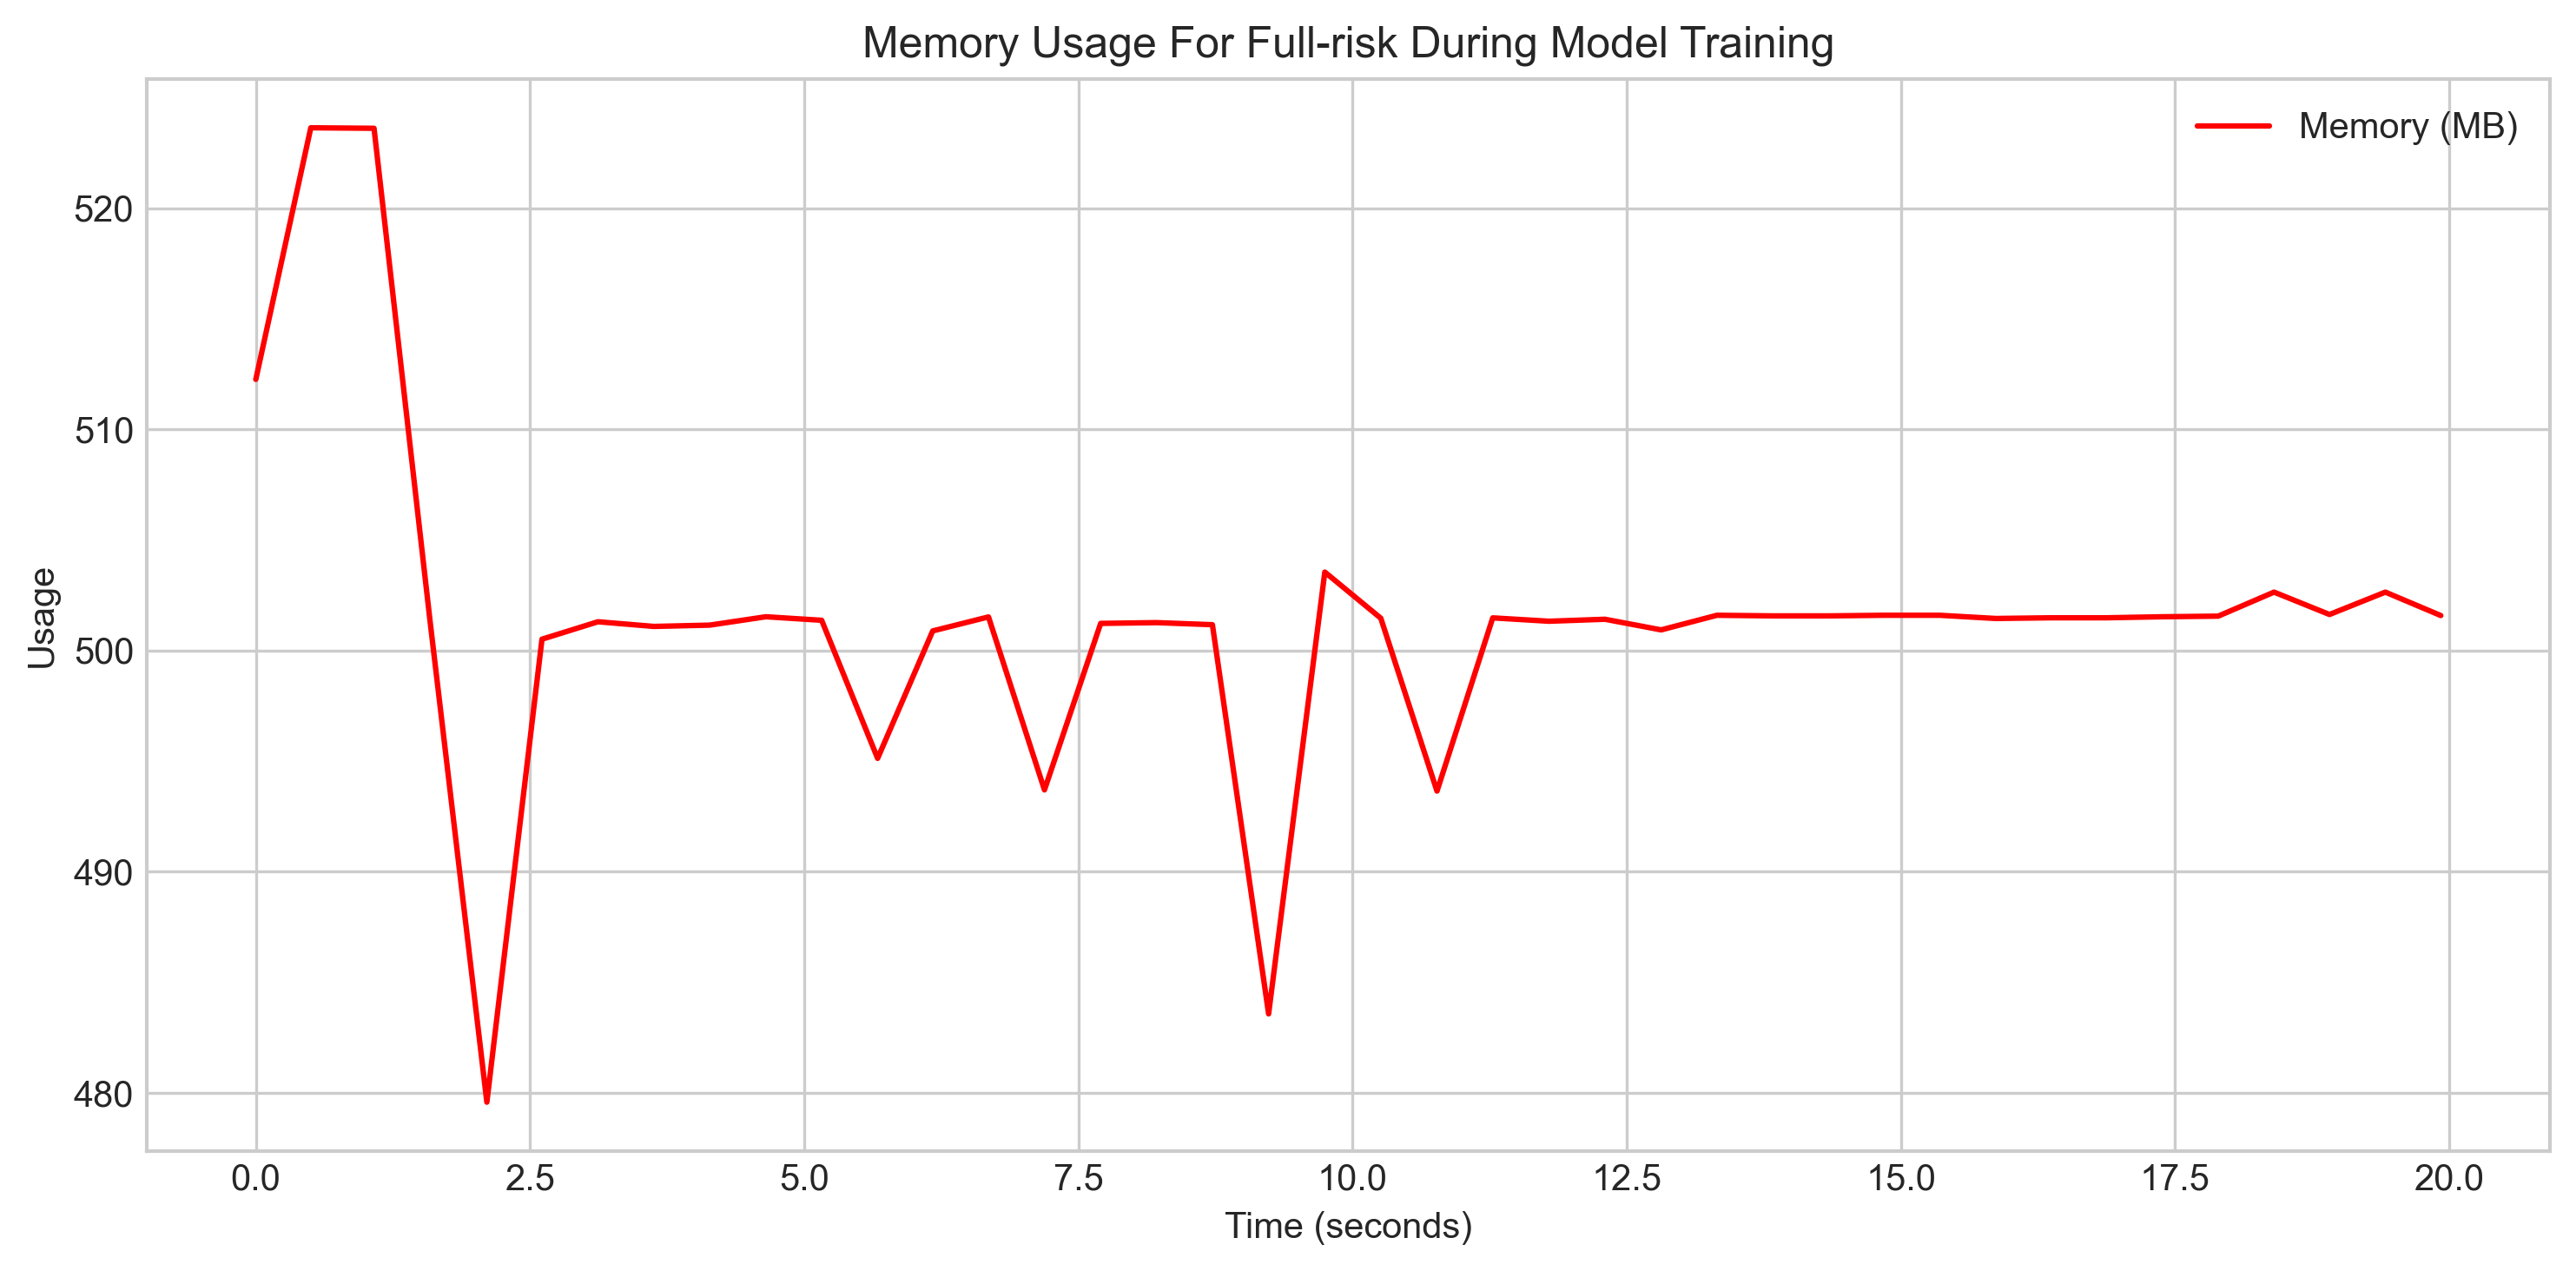 Memory Usage For Full-risk During Model Training
Memory (MB)
Usage
520
510
500
490
480
0.0 2.5 5.0 7.5 10.0 12.5 15.0 17.5 20.0
Time (seconds)